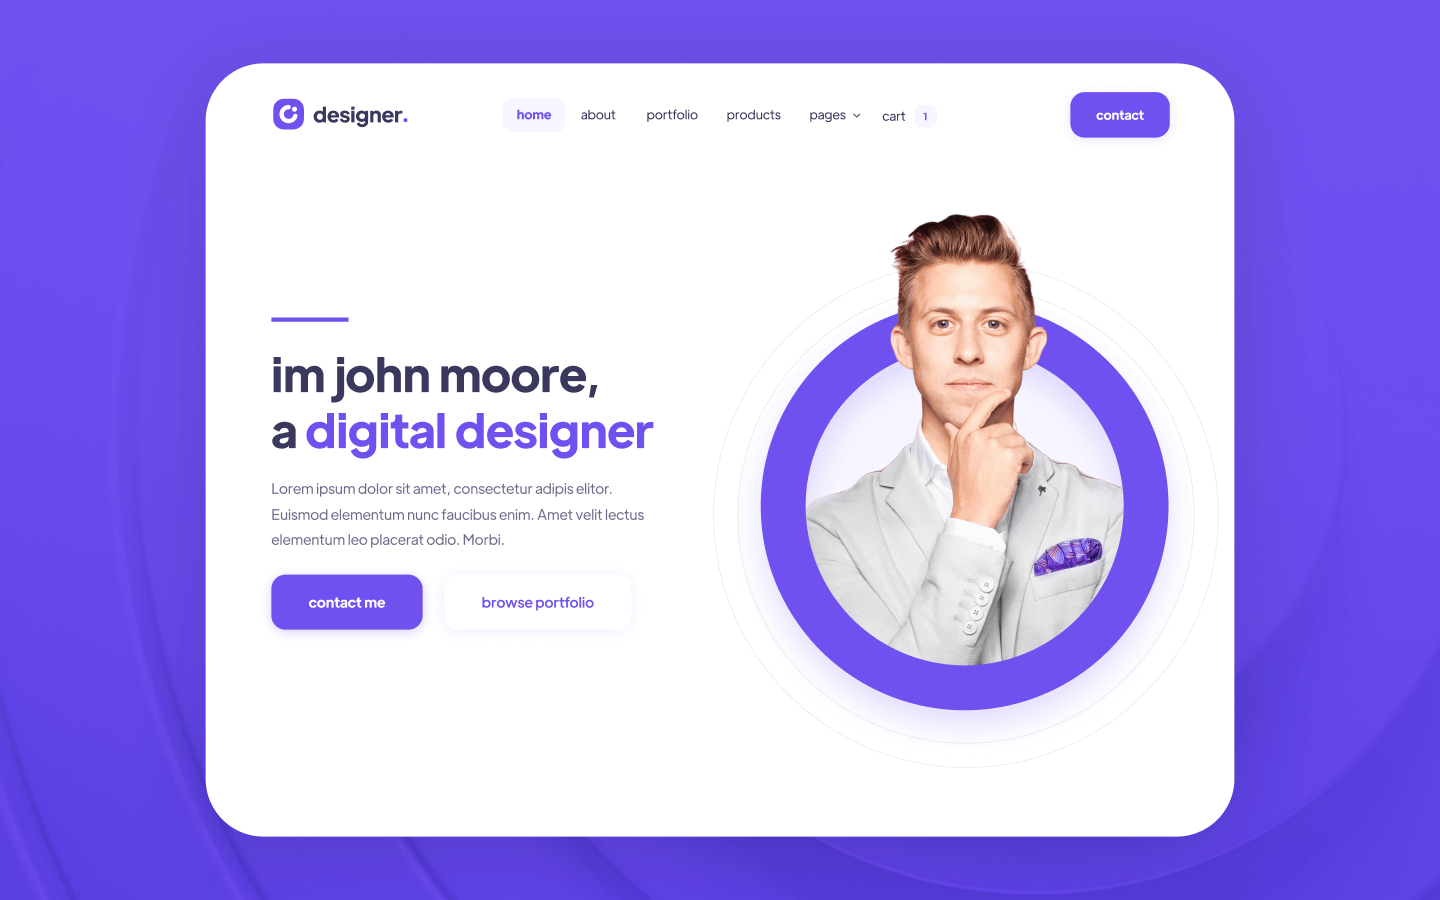 designer.
home about portfolio products pages cart 1
contact
im john moore,
a digital designer
Lorem ipsum dolor sit amet, consectetur adipis elitor.
Euismod elementum nunc faucibus enim. Amet velit lectus
elementum leo placerat odio. Morbi.
contact me
browse portfolio